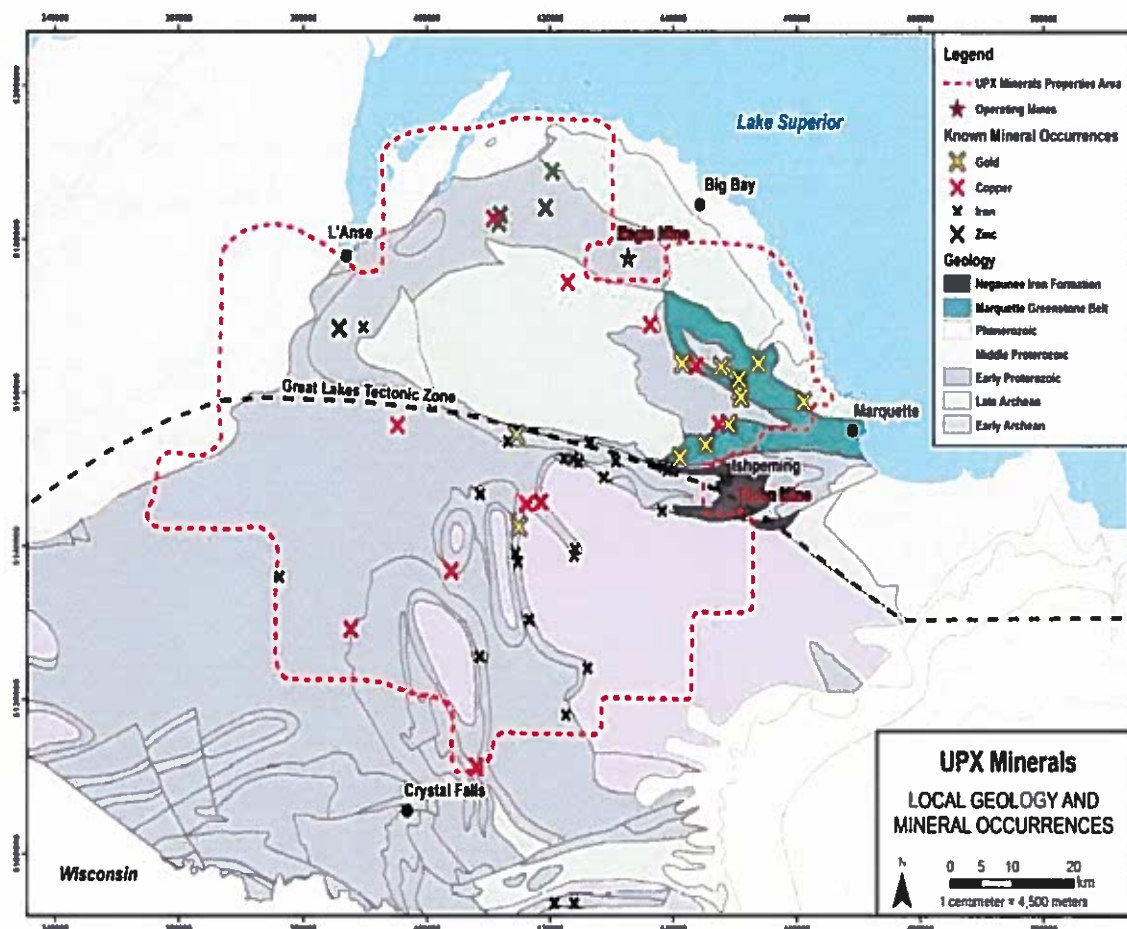 Legend
UPX Minerals Properties Area
Operating Mines
Known Mineral Occurrences
Gold
Copper
Iron
Zinc
Geology
Negaunee Iron Formation
Marquette Greenstone Belt
Phanerozoic
Middle Proterozoic
Early Proterozoic
Late Archean
Early Archean
Lake Superior
Big Bay
L'Anse
Eagle Mine
Great Lakes Tectonic Zone
Marquette
Ishpeming
Tilden Mine
Crystal Falls
Wisconsin
UPX Minerals
LOCAL GEOLOGY AND
MINERAL OCCURRENCES
N
0 5 10 20
km
1 centimeter = 4,500 meters